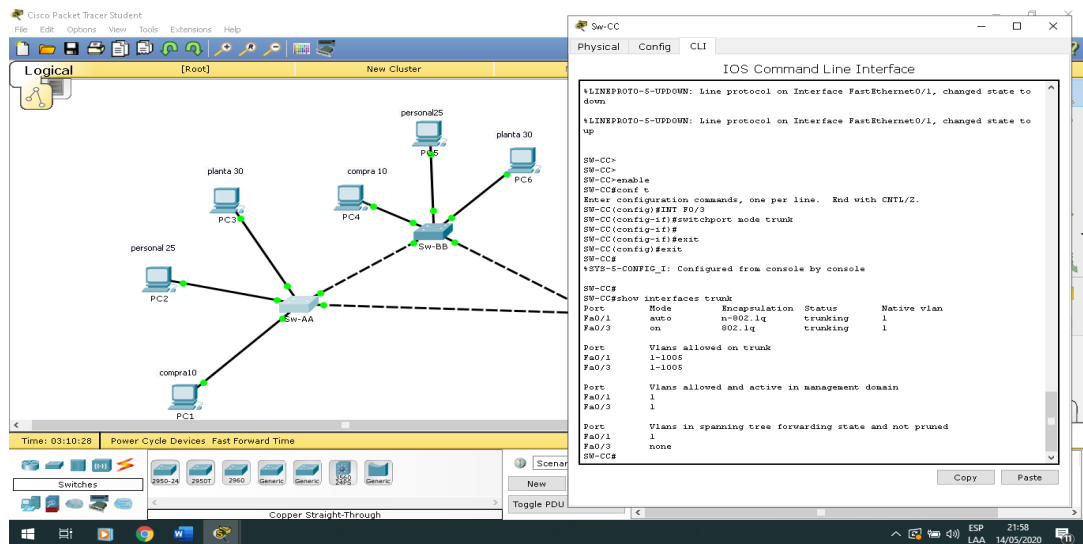 Cisco Packet Tracer Student
File Edit Options View Tools Extensions Help
Logical
[Root]
New Cluster
personal25
PC5
planta 30
PC6
planta 30
PC3
compra 10
PC4
Sw-BB
personal 25
PC2
Sw-AA
compra10
PC1
Time: 03:10:28 Power Cycle Devices Fast Forward Time
Switches
2950-24
2950T
2960
Generic
Generic
Generic
Copper Straight-Through
Scenar
New
Toggle PDU
Sw-CC
Physical Config CLI
IOS Command Line Interface
%LINEPROTO-5-UPDOWN: Line protocol on Interface FastEthernet0/1, changed state to
down
%LINEPROTO-5-UPDOWN: Line protocol on Interface FastEthernet0/1, changed state to
up
SW-CC>
SW-CC>
SW-CC>enable
SW-CC#conf t
Enter configuration commands, one per line. End with CNTL/Z.
SW-CC(config)#INT F0/3
SW-CC(config-if)#switchport mode trunk
SW-CC(config-if)#
SW-CC(config-if)#exit
SW-CC(config)#exit
SW-CC#
%SYS-5-CONFIG_I: Configured from console by console
SW-CC#
SW-CC#show interfaces trunk
Port Mode Encapsulation Status Native vlan
Fa0/1 auto n-802.1q trunking 1
Fa0/3 on 802.1q trunking 1
Port Vlans allowed on trunk
Fa0/1 1-1005
Fa0/3 1-1005
Port Vlans allowed and active in management domain
Fa0/1 1
Fa0/3 1
Port Vlans in spanning tree forwarding state and not pruned
Fa0/1 1
Fa0/3 none
SW-CC#
Copy Paste
ESP
LAA
21:58
14/05/2020